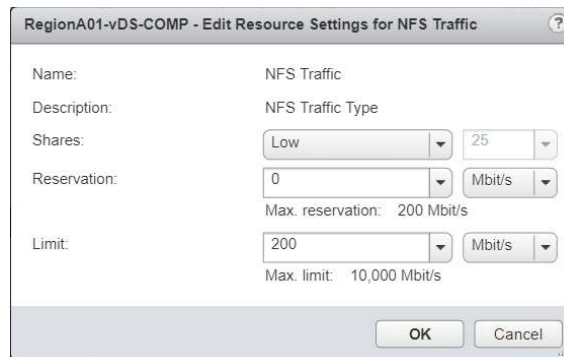 RegionA01-vDS-COMP - Edit Resource Settings for NFS Traffic ?
Name: NFS Traffic
Description: NFS Traffic Type
Shares: Low 25
Reservation: 0 Mbit/s
Max. reservation: 200 Mbit/s
Limit: 200 Mbit/s
Max. limit: 10,000 Mbit/s
OK Cancel